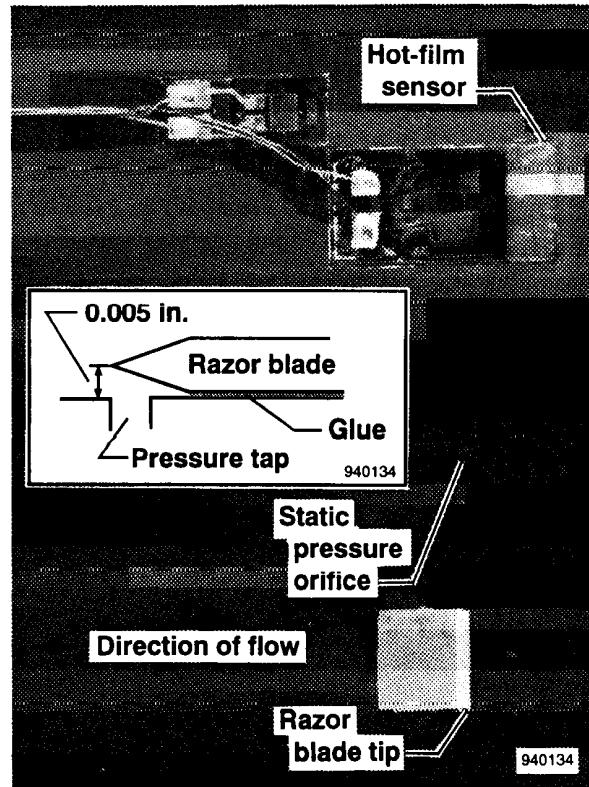 Hot-film
sensor
0.005 in.
Razor blade
Glue
Pressure tap
940134
Static
pressure
orifice
Direction of flow
Razor
blade tip
940134